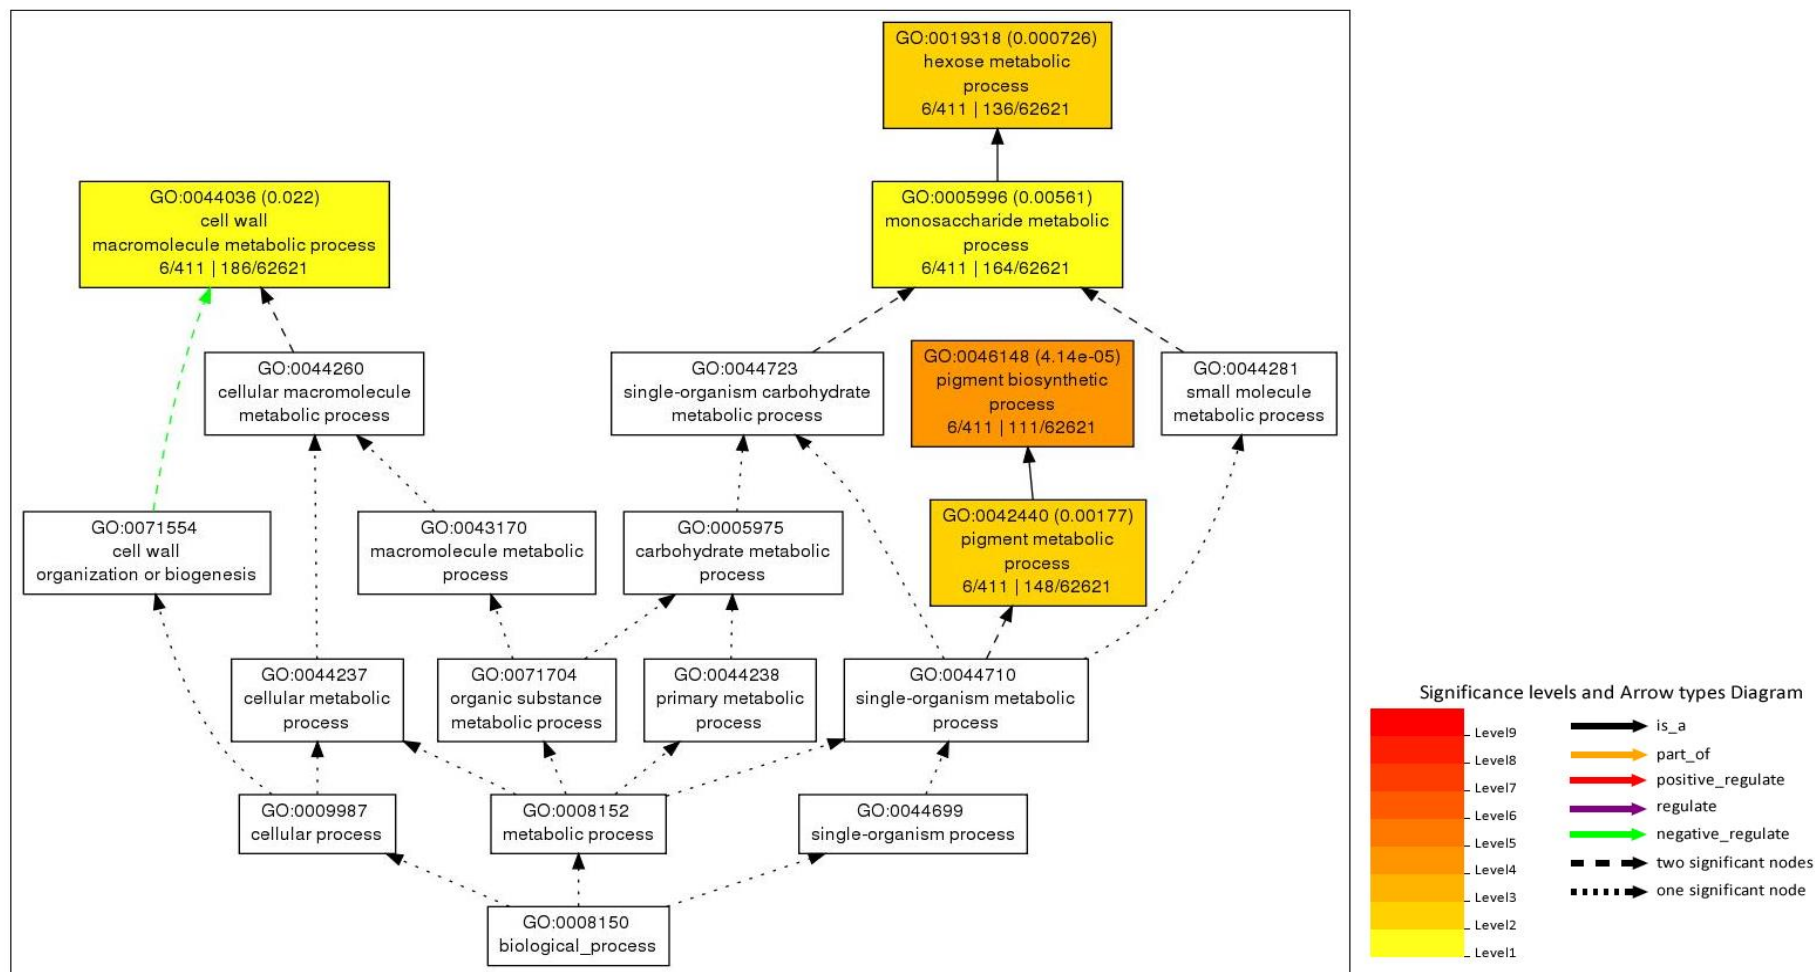 GO:0019318 (0.000726)
hexose metabolic
process
6/411 | 136/62621
GO:0044036 (0.022)
cell wall
macromolecule metabolic process
6/411 | 186/62621
GO:0005996 (0.00561)
monosaccharide metabolic
process
6/411 | 164/62621
GO:0044260
cellular macromolecule
metabolic process
GO:0044723
single-organism carbohydrate
metabolic process
GO:0046148 (4.14e-05)
pigment biosynthetic
process
6/411 | 111/62621
GO:0044281
small molecule
metabolic process
GO:0071554
cell wall
organization or biogenesis
GO:0043170
macromolecule metabolic
process
GO:0005975
carbohydrate metabolic
process
GO:0042440 (0.00177)
pigment metabolic
process
6/411 | 148/62621
GO:0044237
cellular metabolic
process
GO:0071704
organic substance
metabolic process
GO:0044238
primary metabolic
process
GO:0044710
single-organism metabolic
process
GO:0009987
cellular process
GO:0008152
metabolic process
GO:0044699
single-organism process
GO:0008150
biological_process
Significance levels and Arrow types Diagram
Level9
Level8
Level7
Level6
Level5
Level4
Level3
Level2
Level1
is_a
part_of
positive_regulate
regulate
negative_regulate
two significant nodes
one significant node